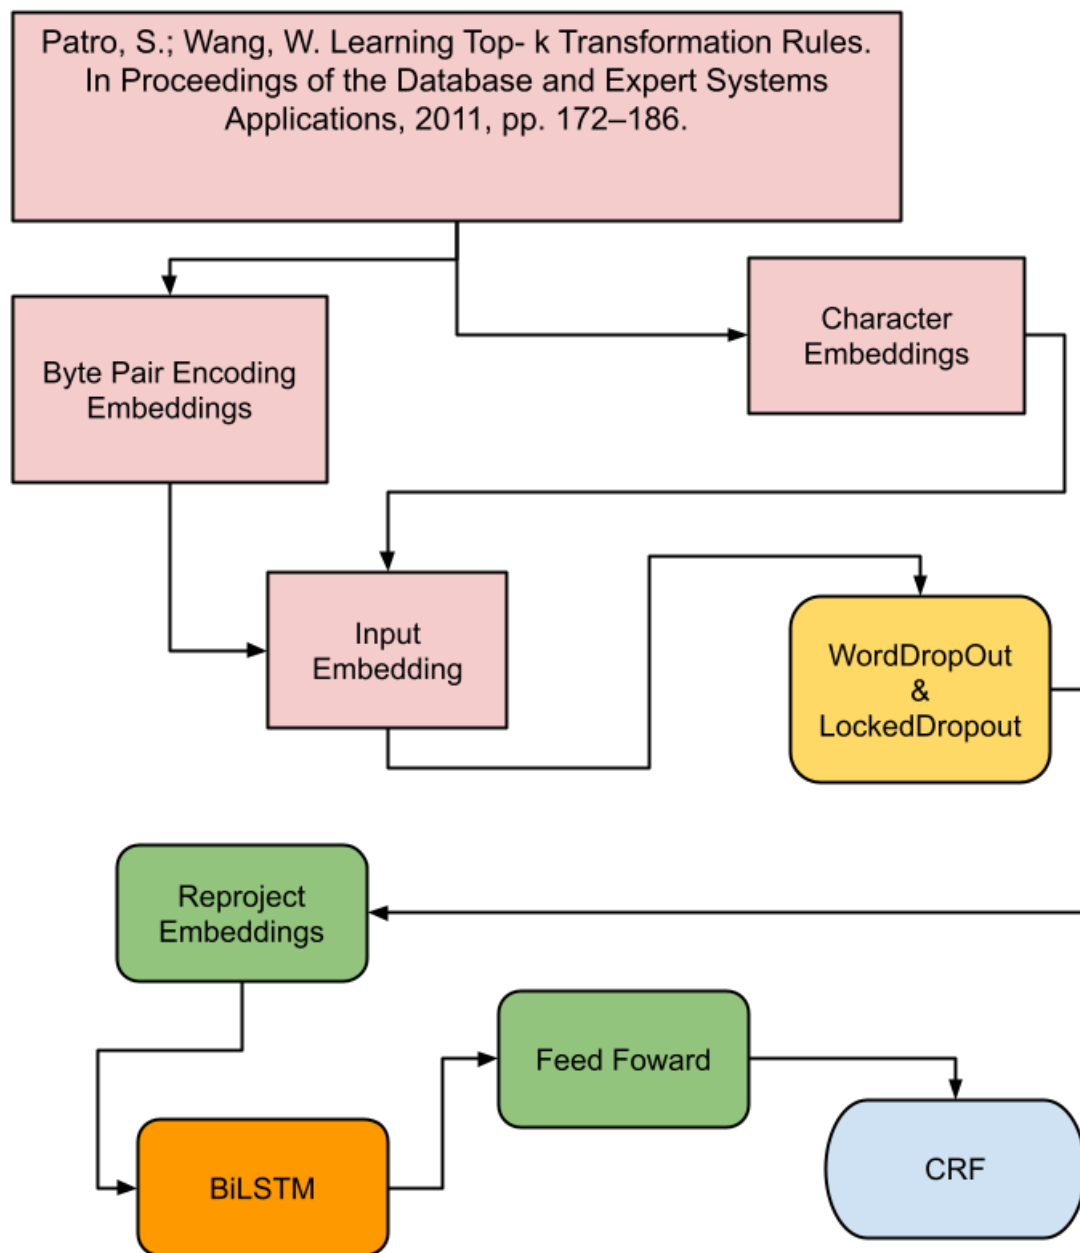 Patro, S.; Wang, W. Learning Top- k Transformation Rules.
In Proceedings of the Database and Expert Systems
Applications, 2011, pp. 172–186.
Character
Embeddings
Byte Pair Encoding
Embeddings
Input
Embedding
WordDropOut
&
LockedDropout
Reproject
Embeddings
Feed Foward
BiLSTM
CRF